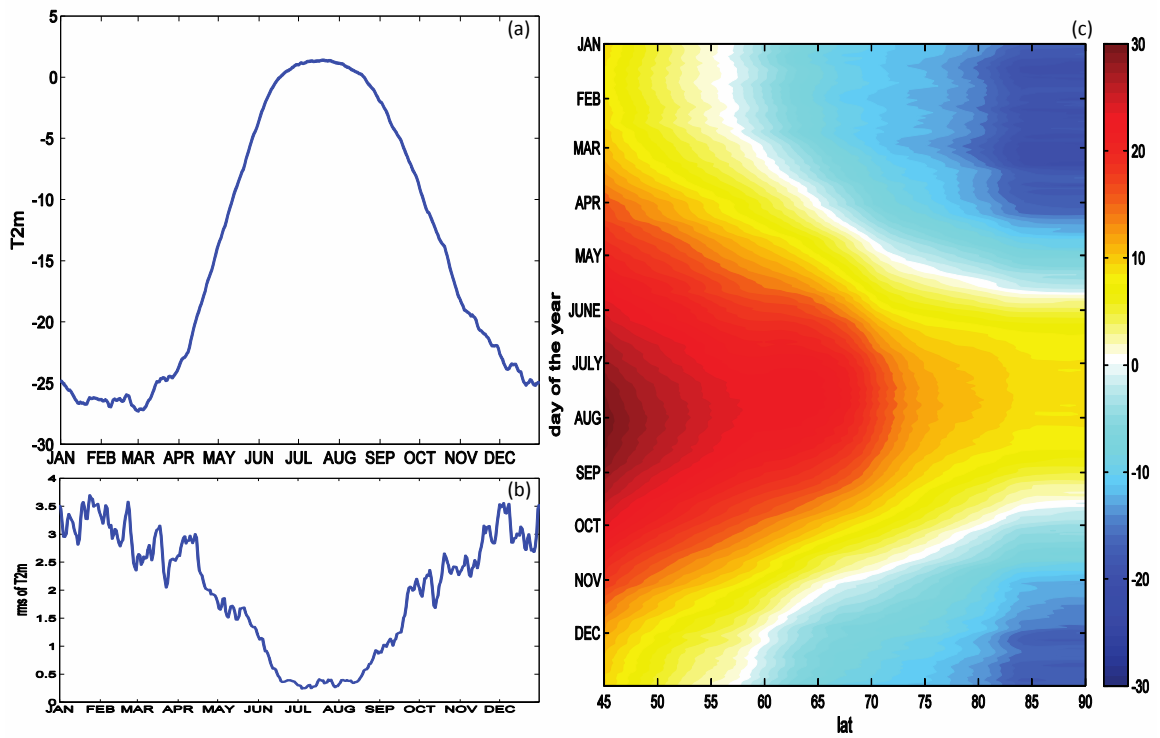 (a)
5
0
-5
-10
-15
-20
-25
-30
T2m
JAN FEB MAR APR MAY JUN JUL AUG SEP OCT NOV DEC
(b)
4
3.5
3
2.5
2
1.5
1
0.5
0
rms of T2m
JAN FEB MAR APR MAY JUN JUL AUG SEP OCT NOV DEC
(c)
JAN
FEB
MAR
APR
MAY
JUNE
JULY
AUG
SEP
OCT
NOV
DEC
day of the year
45 50 55 60 65 70 75 80 85 90
lat
30
20
10
0
-10
-20
-30